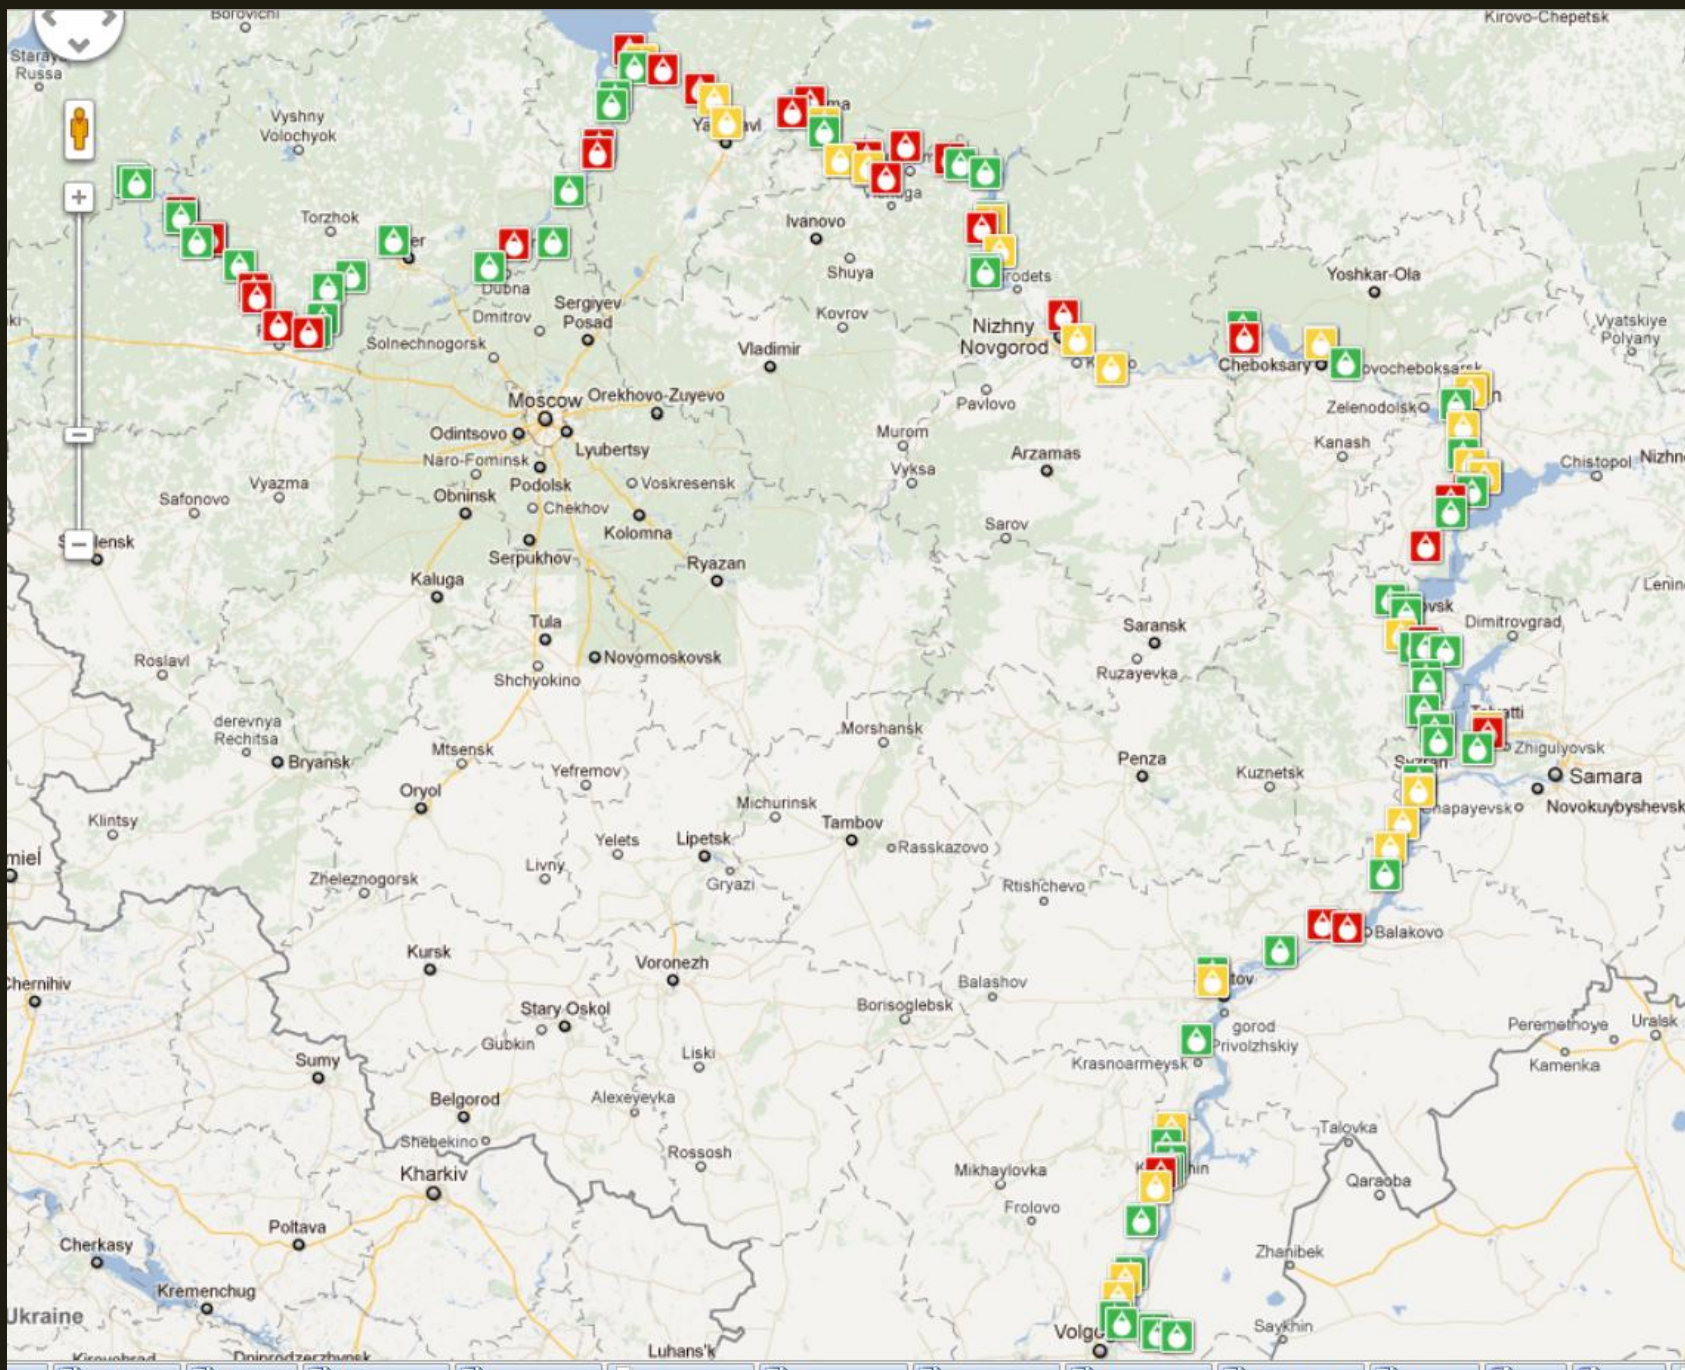 Borovichi
Kirovo-Chepetsk
Staraya
Russa
Vyshny
Volochyok
Torzhok
Ivanovo
Shuya
Yoshkar-Ola
Dubna
Sergiyev
Posad
Dmitrov
Kovrov
Nizhny
Novgorod
Vyatskiye
Polyany
Solnechnogorsk
Vladimir
Cheboksary
Moscow
Orekhovo-Zuyevo
Pavlovo
Zelenodolsk
Odintsovo
Lyubertsy
Murom
Kanash
Naro-Fominsk
Arzamas
Chistopol
Vyazma
Podolsk
Voskresensk
Vyksa
Safonovo
Obninsk
Chekhov
Kolomna
Sarov
Serpukhov
Ryazan
Kaluga
Tula
Saransk
Dimitrovgrad
Roslavl
Novomoskovsk
Shchyokino
Ruzayevka
derevnya
Rechitsa
Morshansk
Mtsensk
Bryansk
Yefremov
Penza
Kuznetsk
Zhigulyovsk
Syzran
Samara
Oryol
Michurinsk
Klintsy
Tambov
Novokuybyshevsk
Yelets
Lipetsk
Rasskazovo
Livny
Gryazi
Zheleznogorsk
Rtishchevo
Balakovo
Kursk
Voronezh
Balashov
Borisoglebsk
Stary Oskol
Gubkin
gorod
Privolzhskiy
Peremetnoye
Uralsk
Liski
Krasnoarmeysk
Kamenka
Sumy
Belgorod
Alexeyevka
Shebekino
Talovka
Rossosh
Kharkiv
Mikhaylovka
Qaraoba
Frolovo
Poltava
Cherkasy
Zhanibek
Kremenchug
Ukraine
Saykhin
Luhans'k